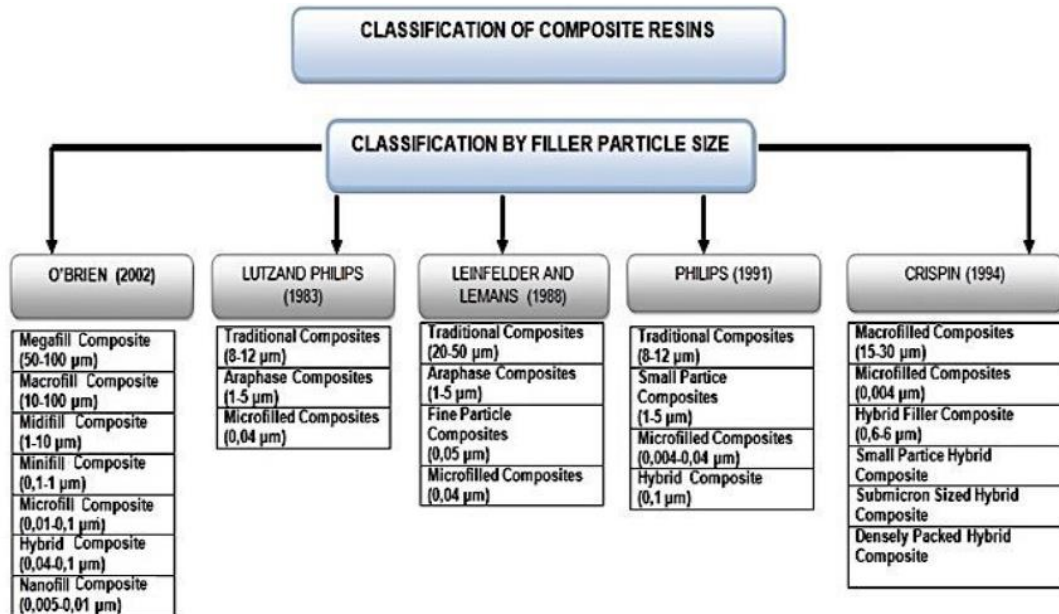 CLASSIFICATION OF COMPOSITE RESINS
CLASSIFICATION BY FILLER PARTICLE SIZE
O'BRIEN (2002)
Megafill Composite
(50-100 µm)
Macrofill Composite
(10-100 µm)
Midifill Composite
(1-10 µm)
Minifill Composite
(0,1-1 µm)
Microfill Composite
(0,01-0,1 µm)
Hybrid Composite
(0,04-0,1 µm)
Nanofill Composite
(0,005-0,01 µm)
LUTZAND PHILIPS
(1983)
Traditional Composites
(8-12 µm)
Araphase Composites
(1-5 µm)
Microfilled Composites
(0,04 µm)
LEINFELDER AND
LEMANS (1988)
Traditional Composites
(20-50 µm)
Araphase Composites
(1-5 µm)
Fine Particle
Composites
(0,05 µm)
Microfilled Composites
(0,04 µm)
PHILIPS (1991)
Traditional Composites
(8-12 µm)
Small Partice
Composites
(1-5 µm)
Microfilled Composites
(0,004-0,04 µm)
Hybrid Composite
(0,1 µm)
CRISPIN (1994)
Macrofilled Composites
(15-30 µm)
Microfilled Composites
(0,004 µm)
Hybrid Filler Composite
(0,6-6 µm)
Small Partice Hybrid
Composite
Submicron Sized Hybrid
Composite
Densely Packed Hybrid
Composite